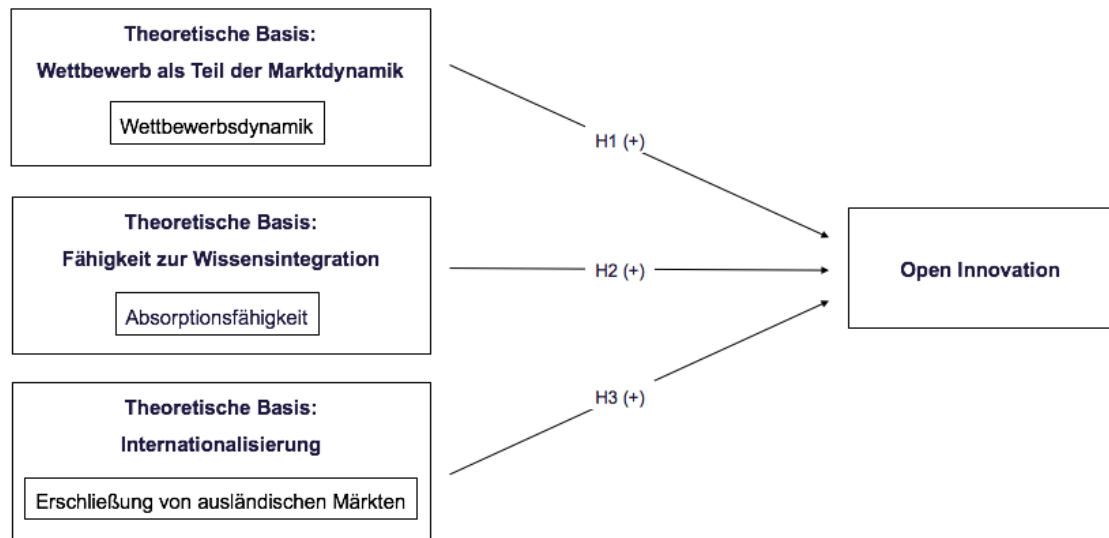 Theoretische Basis:
Wettbewerb als Teil der Marktdynamik
Wettbewerbsdynamik
H1 (+)
Theoretische Basis:
Fähigkeit zur Wissensintegration
Absorptionsfähigkeit
H2 (+)
Open Innovation
Theoretische Basis:
Internationalisierung
Erschließung von ausländischen Märkten
H3 (+)